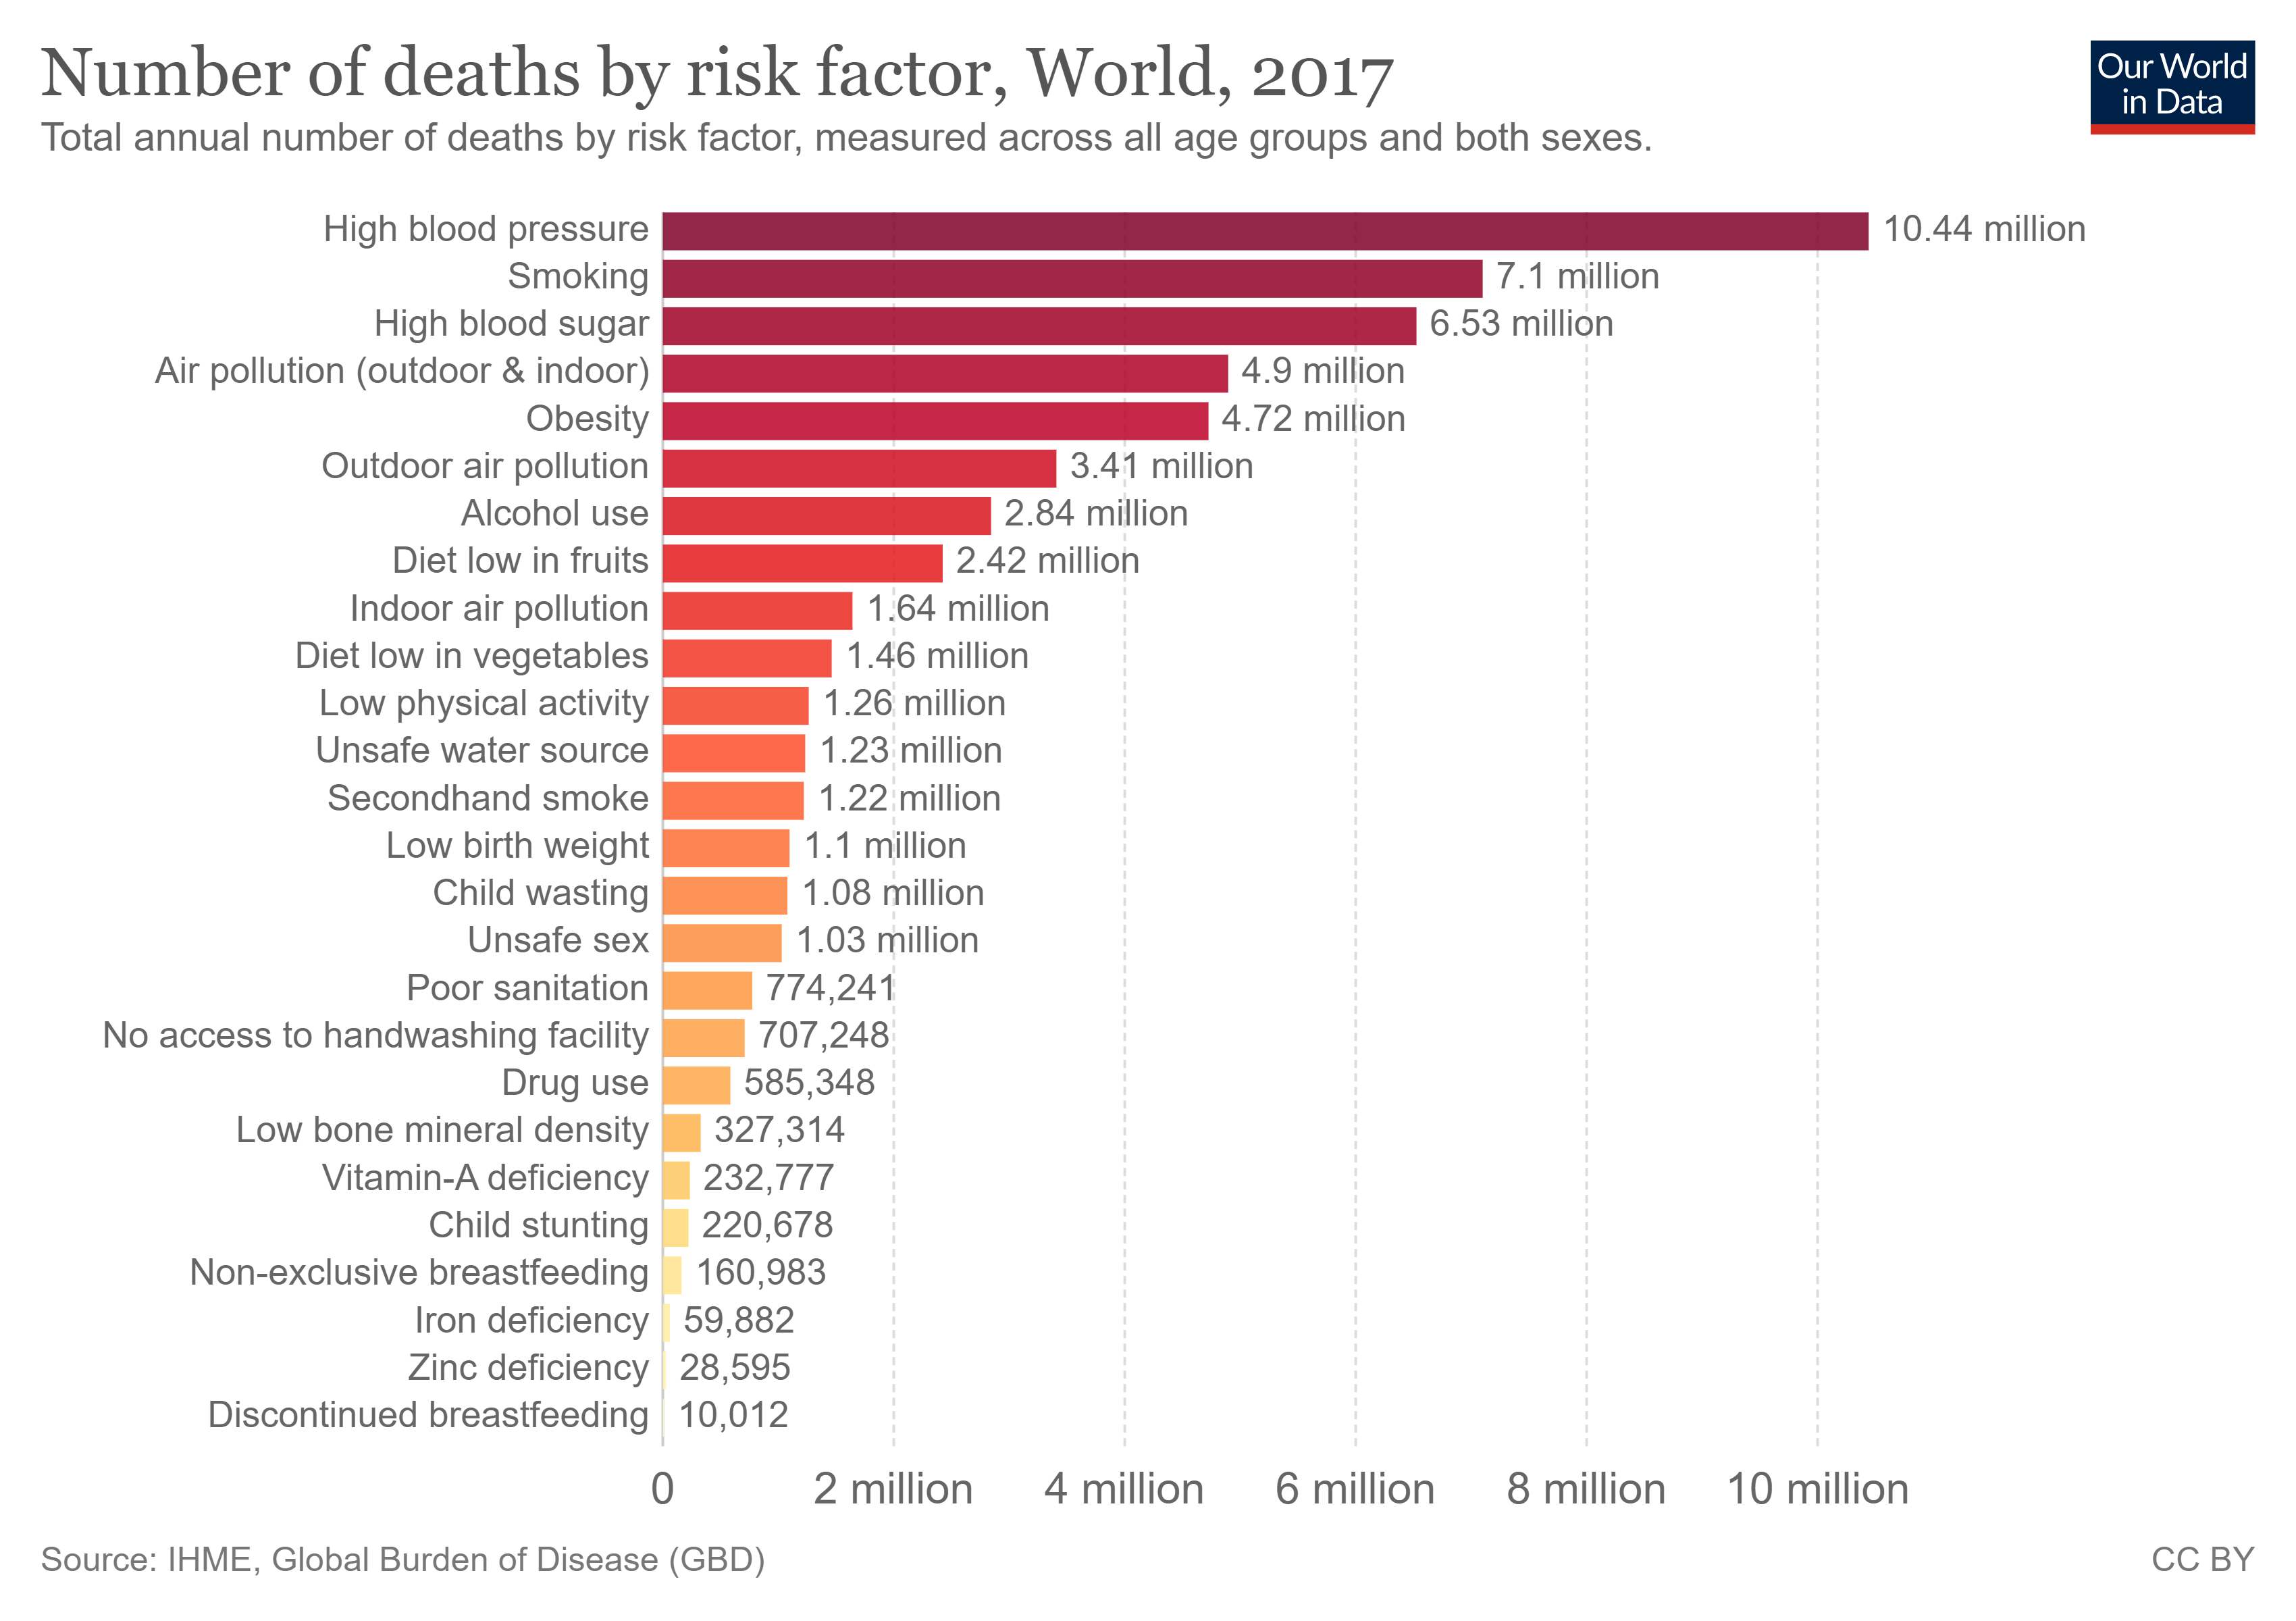 Number of deaths by risk factor, World, 2017
Our World
in Data
Total annual number of deaths by risk factor, measured across all age groups and both sexes.
High blood pressure 10.44 million
Smoking 7.1 million
High blood sugar 6.53 million
Air pollution (outdoor & indoor) 4.9 million
Obesity 4.72 million
Outdoor air pollution 3.41 million
Alcohol use 2.84 million
Diet low in fruits 2.42 million
Indoor air pollution 1.64 million
Diet low in vegetables 1.46 million
Low physical activity 1.26 million
Unsafe water source 1.23 million
Secondhand smoke 1.22 million
Low birth weight 1.1 million
Child wasting 1.08 million
Unsafe sex 1.03 million
Poor sanitation 774,241
No access to handwashing facility 707,248
Drug use 585,348
Low bone mineral density 327,314
Vitamin-A deficiency 232,777
Child stunting 220,678
Non-exclusive breastfeeding 160,983
Iron deficiency 59,882
Zinc deficiency 28,595
Discontinued breastfeeding 10,012
0 2 million 4 million 6 million 8 million 10 million
Source: IHME, Global Burden of Disease (GBD) CC BY